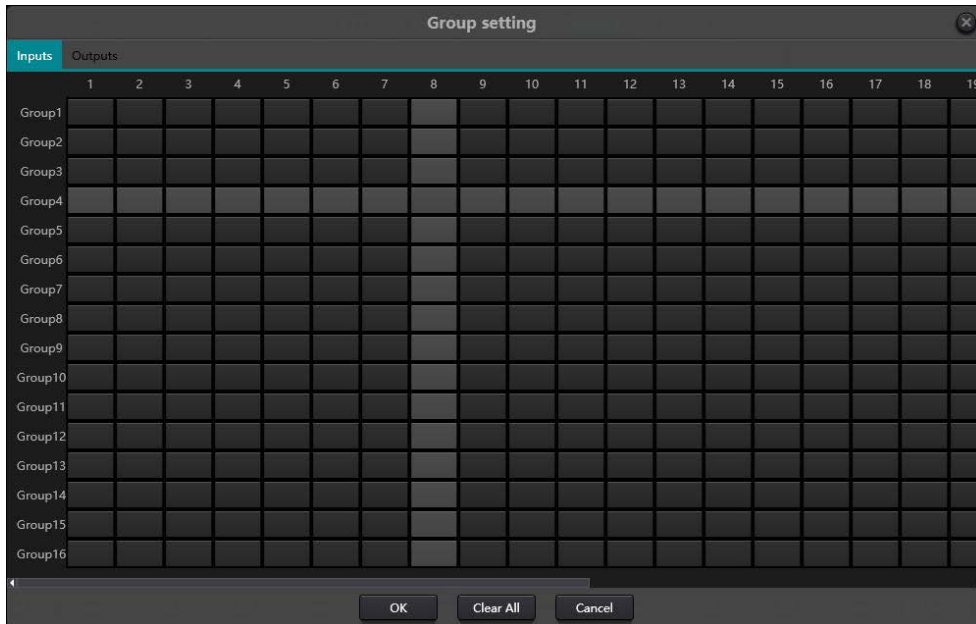 Group setting
Inputs Outputs
1 2 3 4 5 6 7 8 9 10 11 12 13 14 15 16 17 18 19
Group1
Group2
Group3
Group4
Group5
Group6
Group7
Group8
Group9
Group10
Group11
Group12
Group13
Group14
Group15
Group16
OK Clear All Cancel